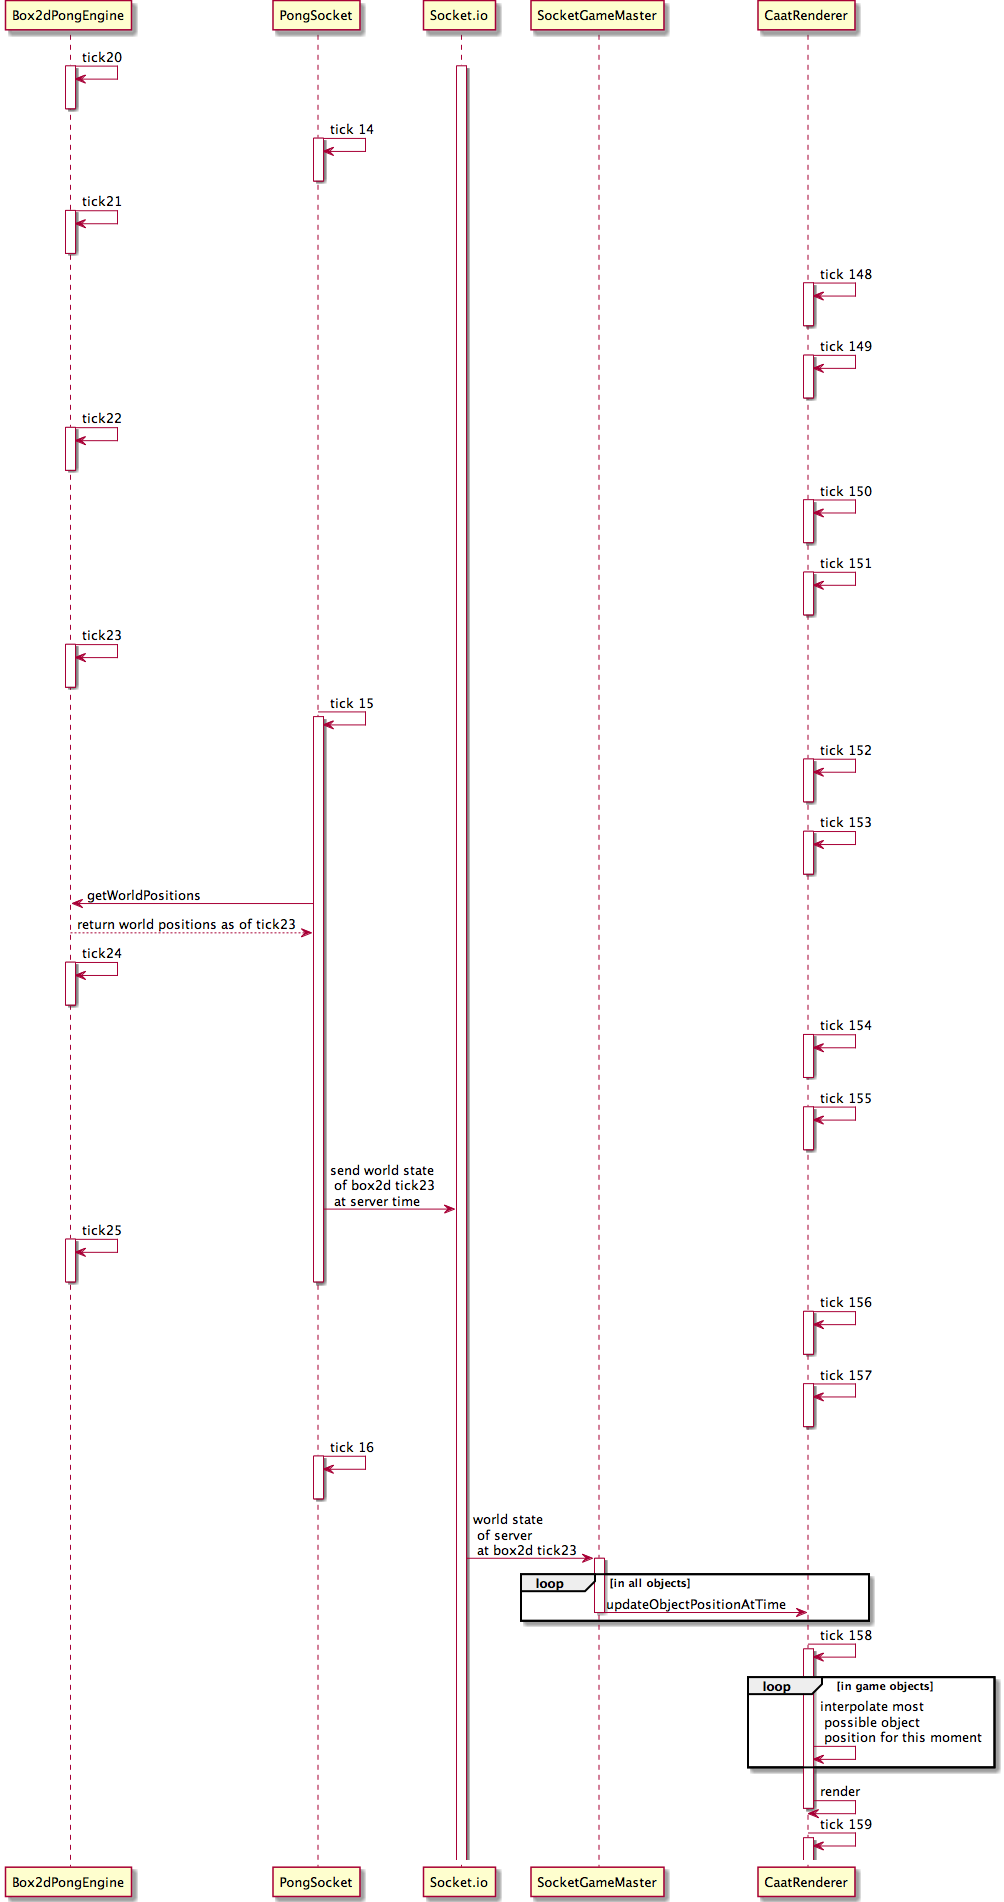 Box2dPongEngine
PongSocket
Socket.io
SocketGameMaster
CaatRenderer
tick20
tick 14
tick21
tick 148
tick 149
tick22
tick 150
tick 151
tick23
tick 15
tick 152
tick 153
getWorldPositions
return world positions as of tick23
tick24
tick 154
tick 155
send world state
of box2d tick23
at server time
tick25
tick 156
tick 157
tick 16
world state
of server
at box2d tick23
loop
[in all objects]
updateObjectPositionAtTime
tick 158
loop
[in game objects]
interpolate most
possible object
position for this moment
render
tick 159
Box2dPongEngine
PongSocket
Socket.io
SocketGameMaster
CaatRenderer